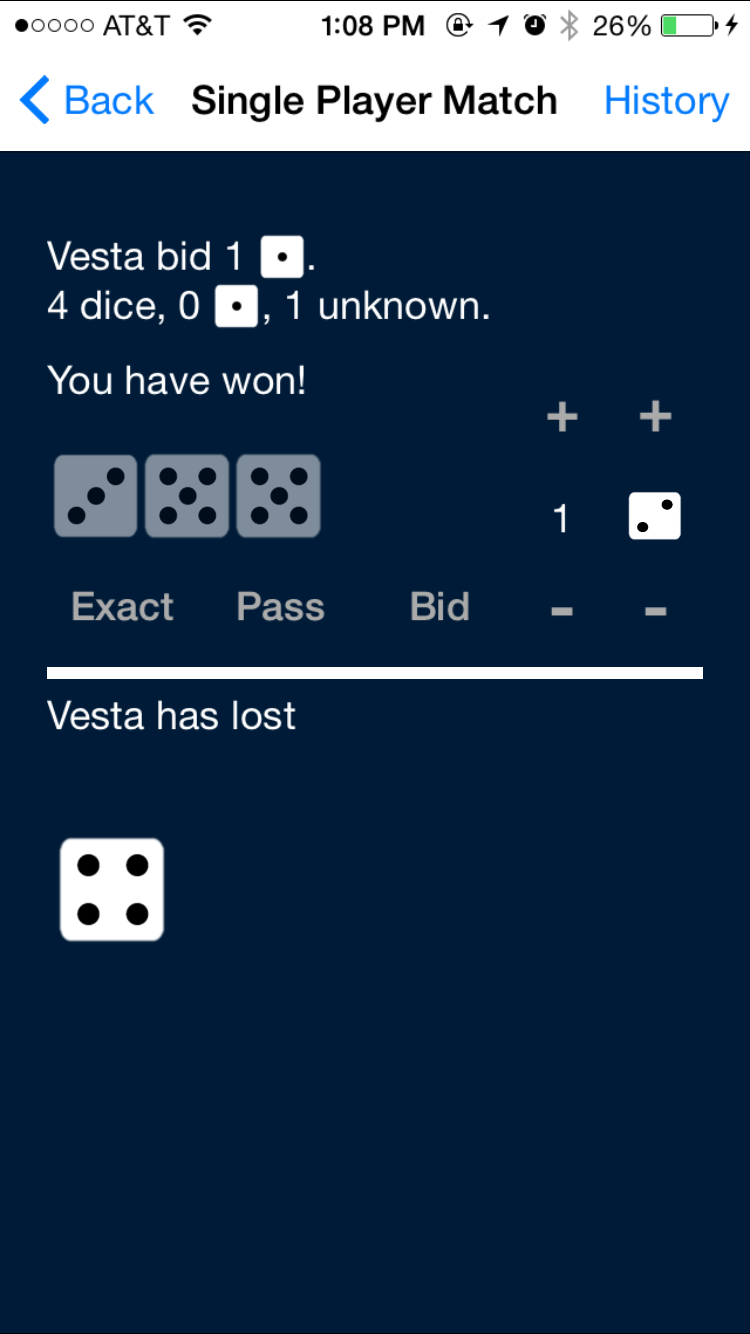 AT&T 1:08 PM 26%
Back Single Player Match History
Vesta bid 1 .
4 dice, 0 , 1 unknown.
You have won!
+ +
1
Exact Pass Bid - -
Vesta has lost